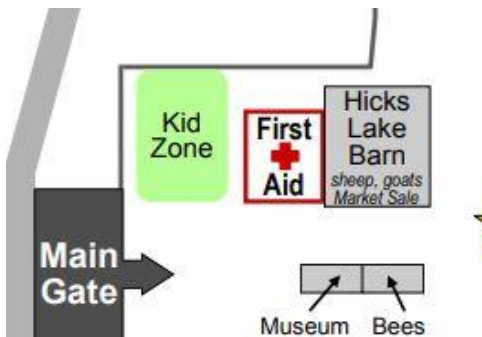 Kid
Zone
First
Aid
Hicks
Lake
Barn
sheep, goats
Market Sale
Main
Gate
Museum
Bees